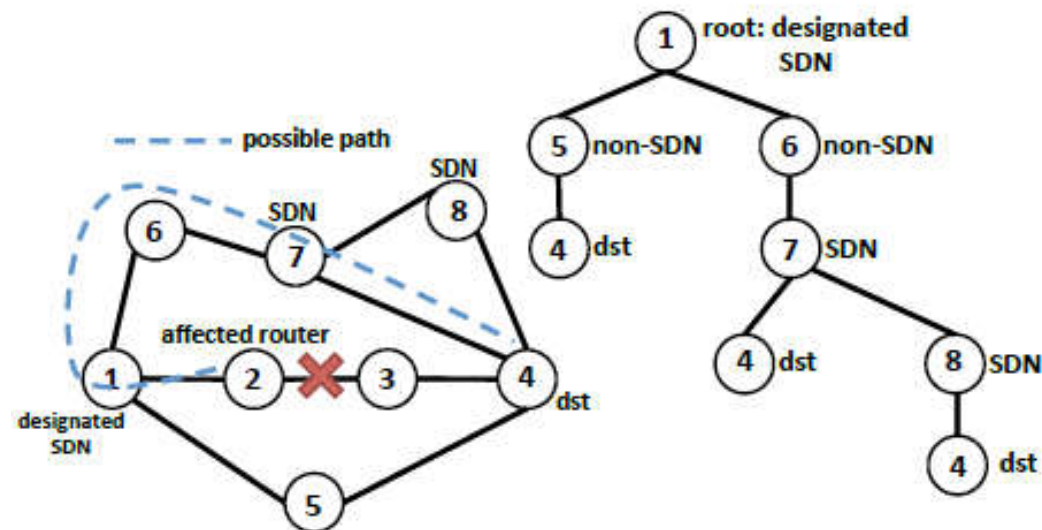 possible path
SDN
8
SDN
6
7
affected router
1
2
3
4
dst
designated
SDN
5
1
root: designated
SDN
5
non-SDN
6
non-SDN
4
dst
7
SDN
4
dst
8
SDN
4
dst